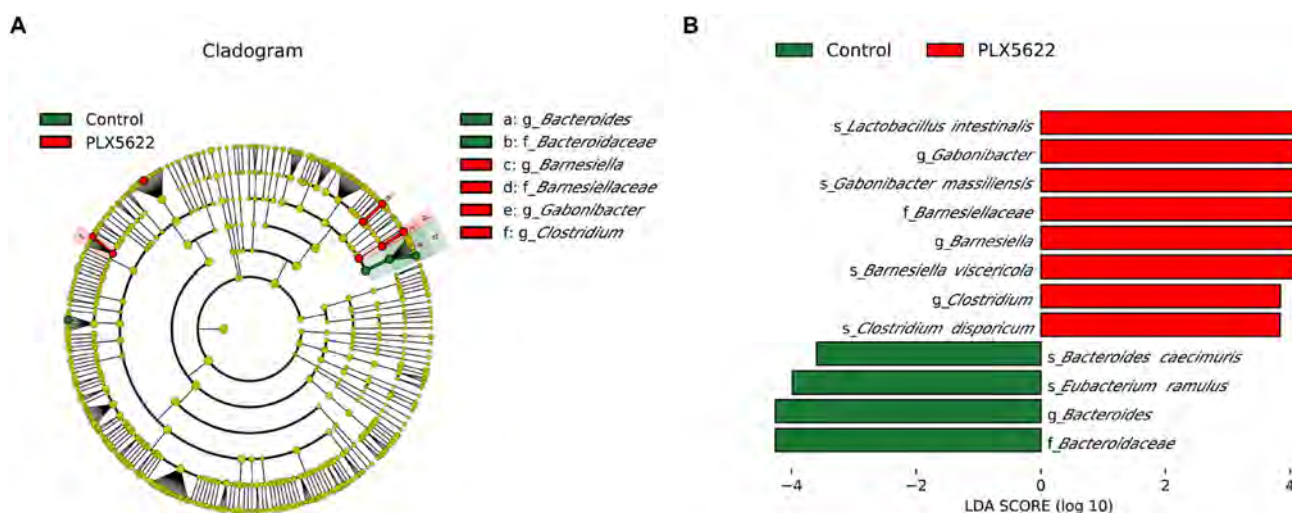 A
Cladogram
Control
PLX5622
a: g_Bacteroides
b: f_Bacteroidaceae
c: g_Barnesiella
d: f_Barnesiellaceae
e: g_Gabonibacter
f: g_Clostridium
B
Control
PLX5622
s_Lactobacillus intestinalis
g_Gabonibacter
s_Gabonibacter massiliensis
f_Barnesiellaceae
g_Barnesiella
s_Barnesiella viscericola
g_Clostridium
s_Clostridium disporicum
s_Bacteroides caecimuris
s_Eubacterium ramulus
g_Bacteroides
f_Bacteroidaceae
−4 −2 0 2 4
LDA SCORE (log 10)